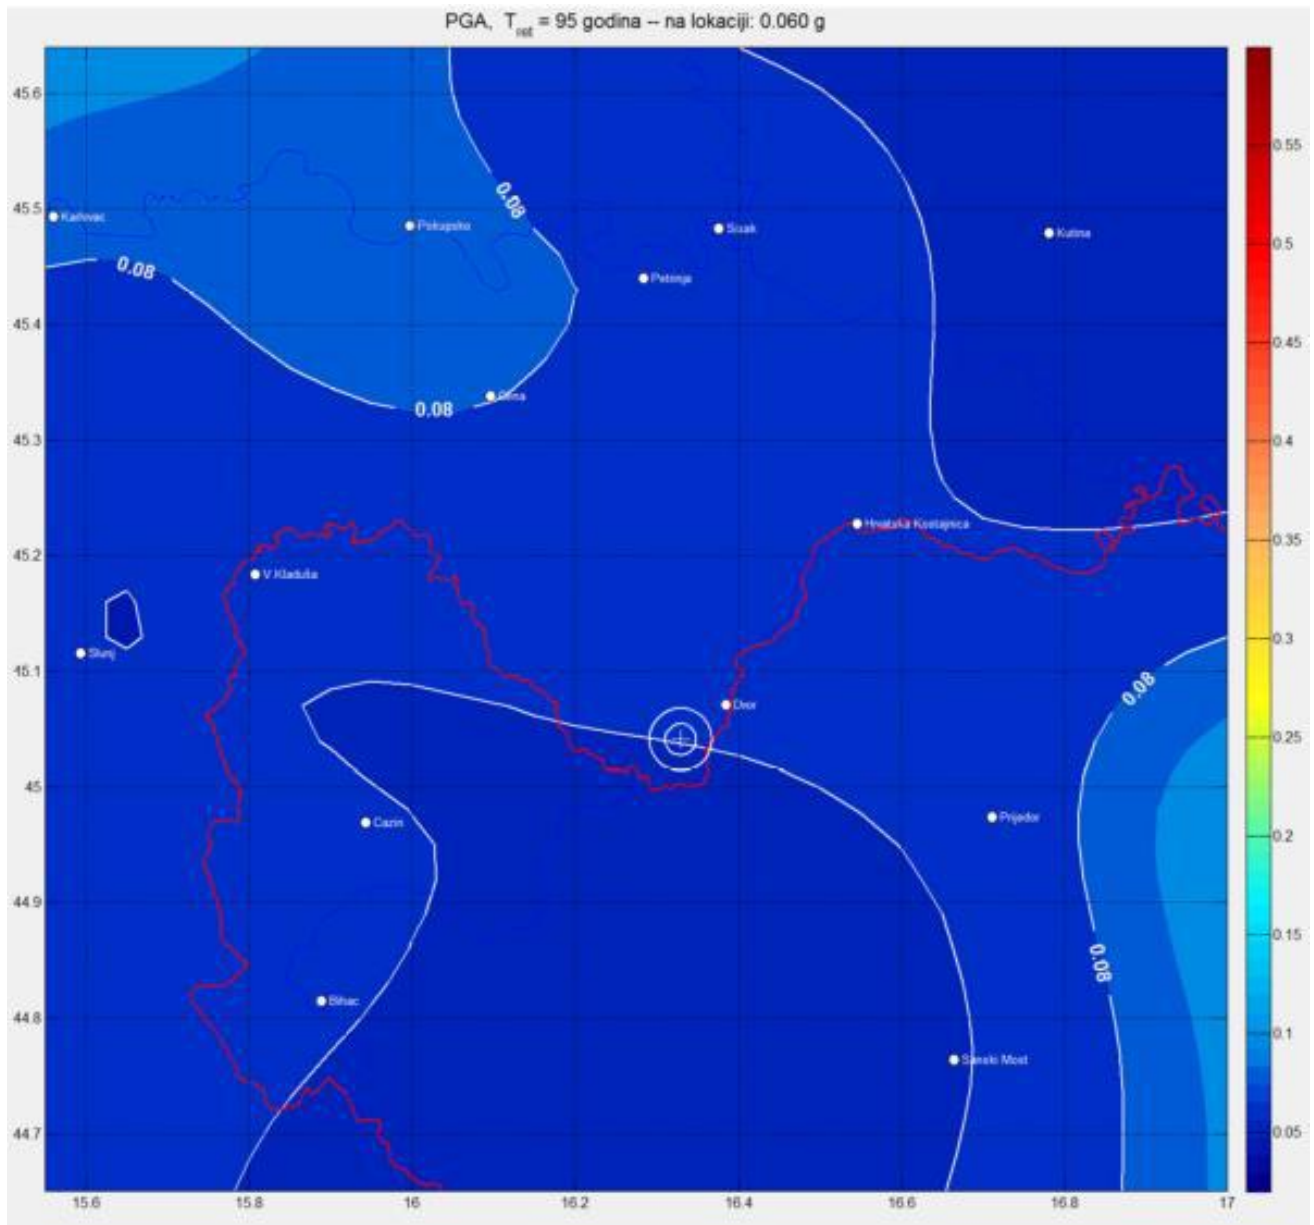 PGA, T_ret = 95 godina -- na lokaciji: 0.060 g
45.6
0.55
45.5
Karlovac
0.08
Pokupsko
Sisak
Kutina
0.5
0.08
Petrinja
45.4
0.45
0.08
Glina
45.3
0.4
Hrvatska Kostajnica
0.35
45.2
V.Kladuša
Slunj
0.3
45.1
0.08
Dvor
0.25
45
Cazin
Prijedor
0.2
44.9
0.15
0.08
Bihac
44.8
0.1
Sanski Most
44.7
0.05
15.6
15.8
16
16.2
16.4
16.6
16.8
17